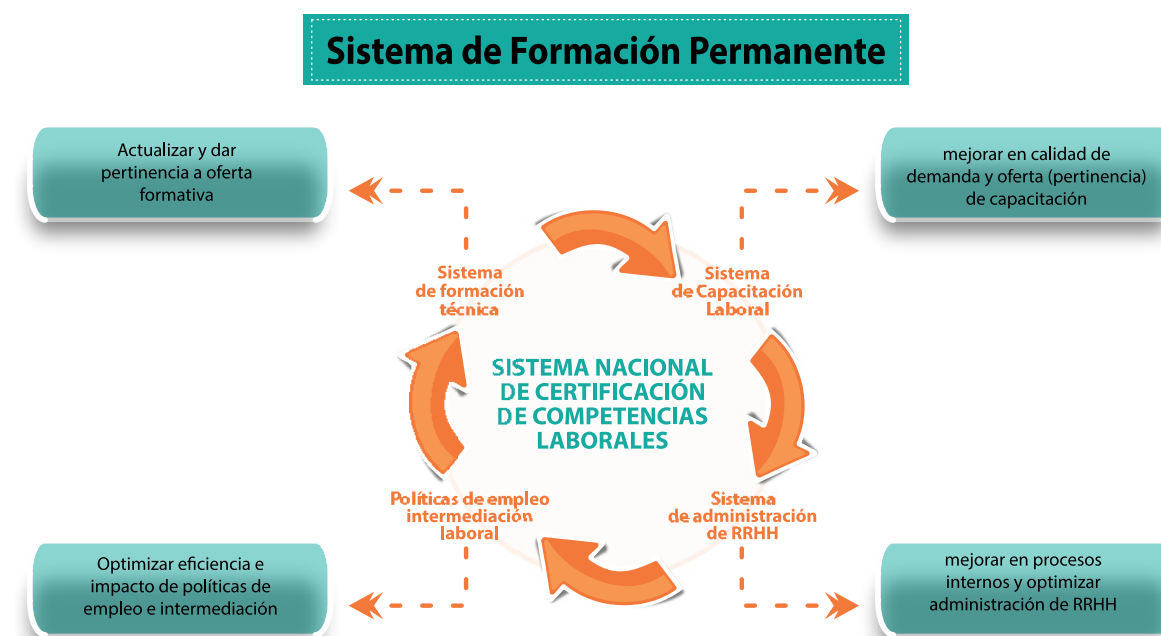 Sistema de Formación Permanente
Actualizar y dar
pertinencia a oferta
formativa
mejorar en calidad de
demanda y oferta (pertinencia)
de capacitación
Sistema
de formación
técnica
Sistema
de Capacitación
Laboral
SISTEMA NACIONAL
DE CERTIFICACIÓN
DE COMPETENCIAS
LABORALES
Políticas de empleo
intermediación
laboral
Sistema
de administración
de RRHH
Optimizar eficiencia e
impacto de políticas de
empleo e intermediación
mejorar en procesos
internos y optimizar
administración de RRHH